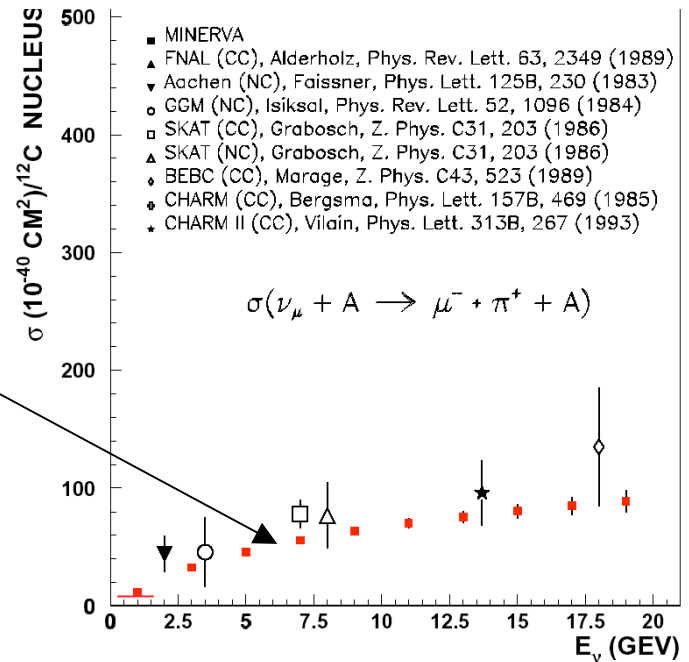 MINERVA
FNAL (CC), Alderholz, Phys. Rev. Lett. 63, 2349 (1989)
Aachen (NC), Faissner, Phys. Lett. 125B, 230 (1983)
GGM (NC), Isiksal, Phys. Rev. Lett. 52, 1096 (1984)
SKAT (CC), Grabosch, Z. Phys. C31, 203 (1986)
SKAT (NC), Grabosch, Z. Phys. C31, 203 (1986)
BEBC (CC), Marage, Z. Phys. C43, 523 (1989)
CHARM (CC), Bergsma, Phys. Lett. 157B, 469 (1985)
CHARM II (CC), Vilain, Phys. Lett. 313B, 267 (1993)
σ(ν_μ + A → μ⁻ + π⁺ + A)
σ (10⁻⁴⁰ CM²)/¹²C NUCLEUS
500
400
300
200
100
0
0 2.5 5 7.5 10 12.5 15 17.5 20
E_ν (GEV)